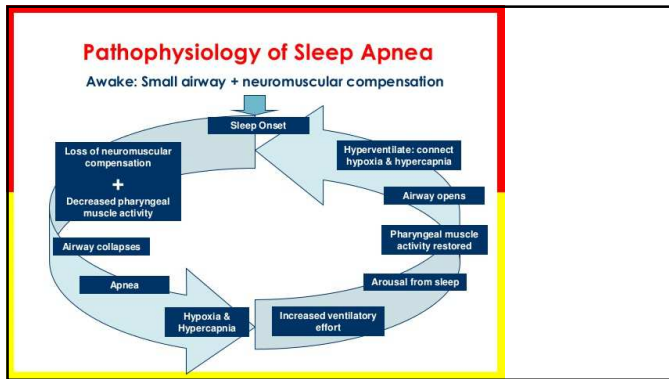 Pathophysiology of Sleep Apnea
Awake: Small airway + neuromuscular compensation
Sleep Onset
Loss of neuromuscular
compensation
+
Decreased pharyngeal
muscle activity
Airway collapses
Apnea
Hypoxia &
Hypercapnia
Increased ventilatory
effort
Arousal from sleep
Pharyngeal muscle
activity restored
Airway opens
Hyperventilate: connect
hypoxia & hypercapnia